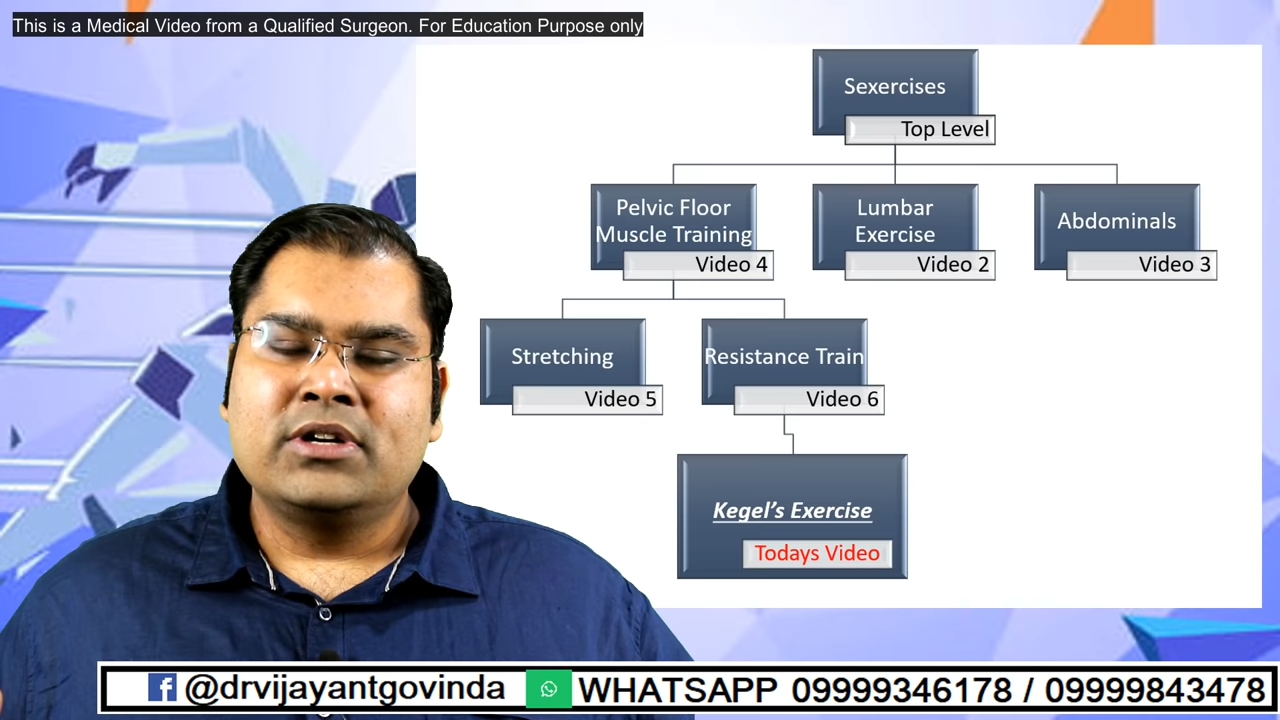 This is a Medical Video from a Qualified Surgeon. For Education Purpose only
Sexercises
Top Level
Pelvic Floor
Muscle Training
Video 4
Lumbar
Exercise
Video 2
Abdominals
Video 3
Stretching
Video 5
Resistance Train
Video 6
Kegel's Exercise
Todays Video
@drvijayantgovinda WHATSAPP 09999346178 / 09999843478